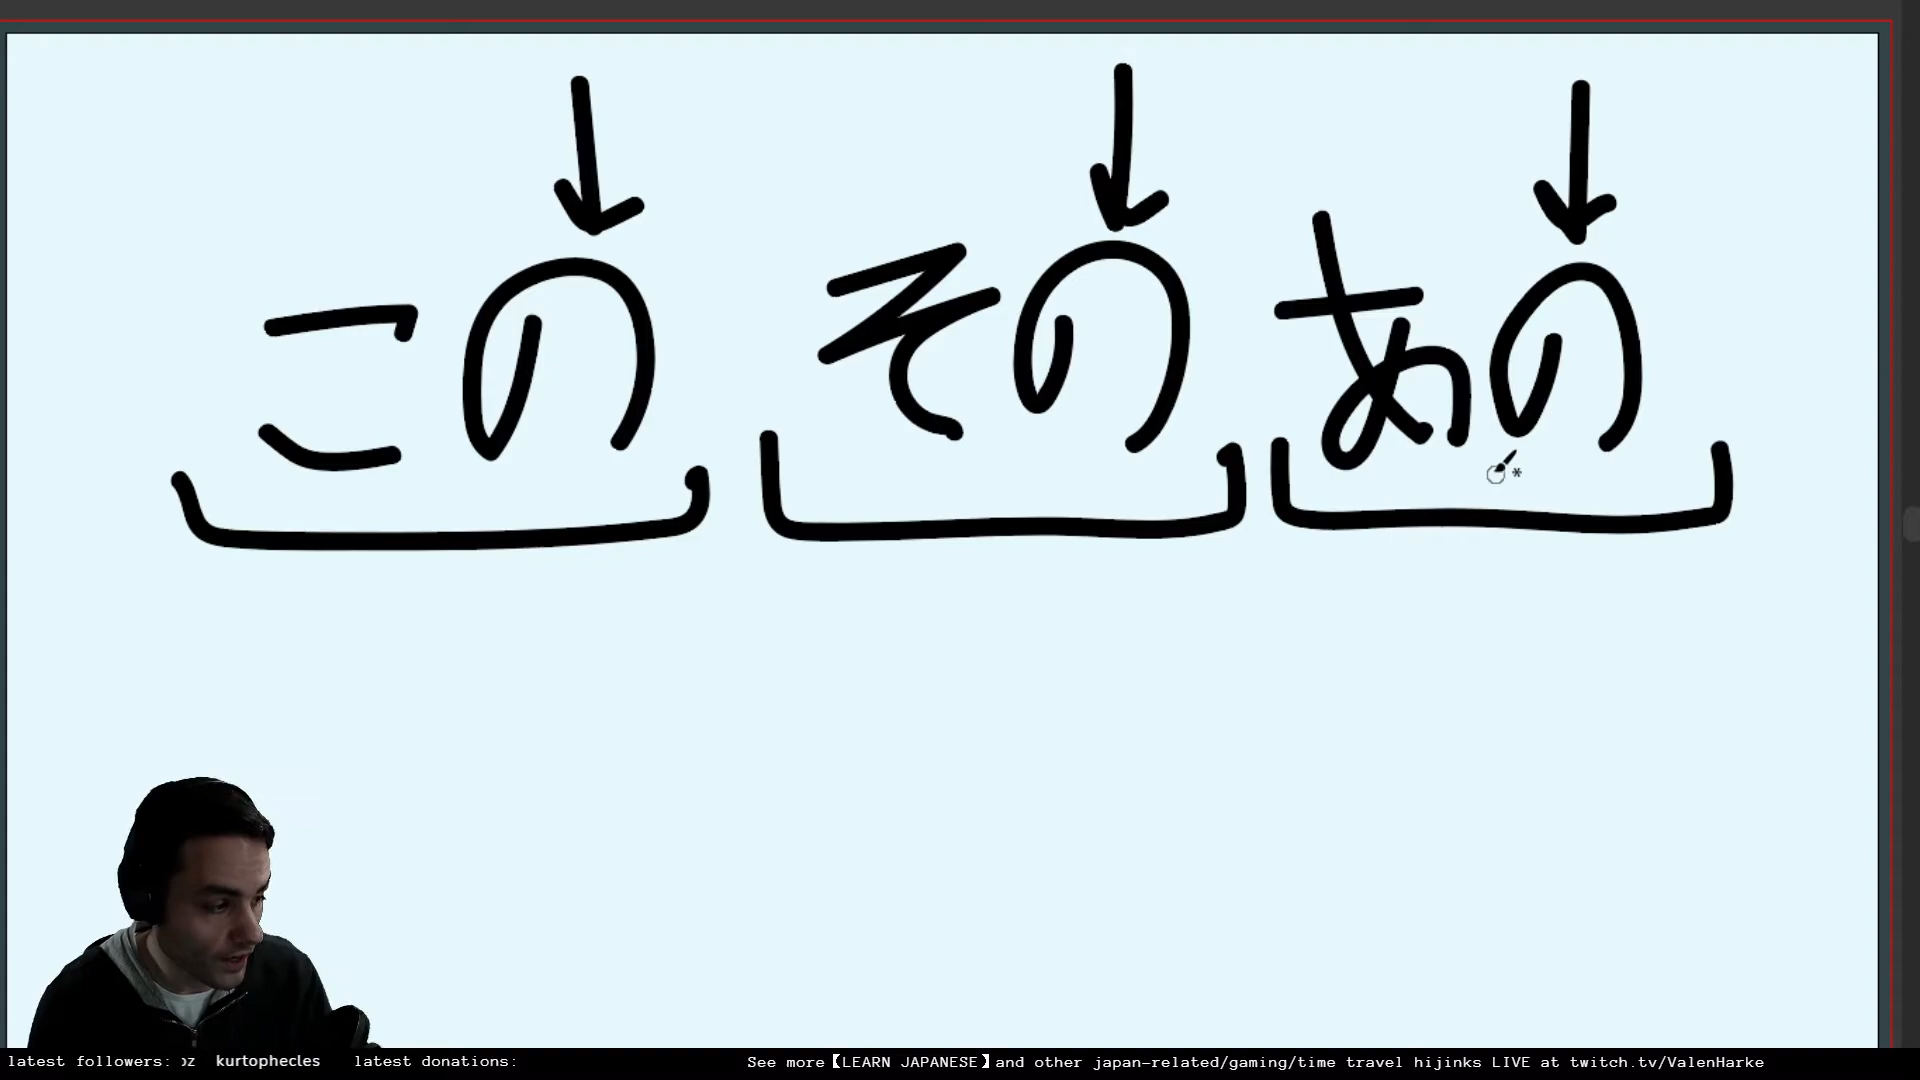 この その あの
latest followers: oz kurtophecles latest donations: See more【LEARN JAPANESE】and other japan-related/gaming/time travel hijinks LIVE at twitch.tv/ValenHarke